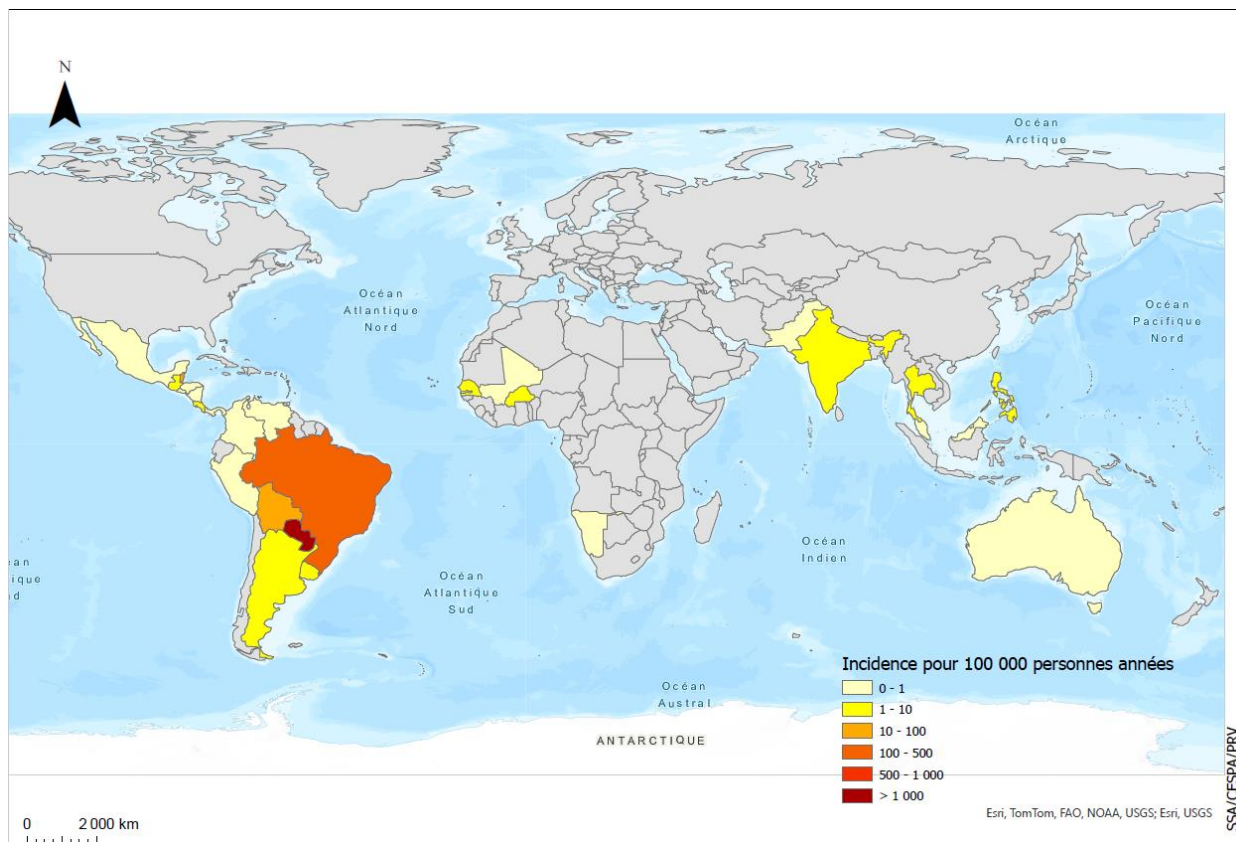 N
Océan
Arctique
Océan
Atlantique
Nord
Océan
Pacifique
Nord
Océan
Indien
Océan
Atlantique
Sud
Océan
Austral
ANTARCTIQUE
Incidence pour 100 000 personnes années
0 - 1
1 - 10
10 - 100
100 - 500
500 - 1 000
> 1 000
Esri, TomTom, FAO, NOAA, USGS; Esri, USGS
SSA/CESPA/PRV
0 2 000 km